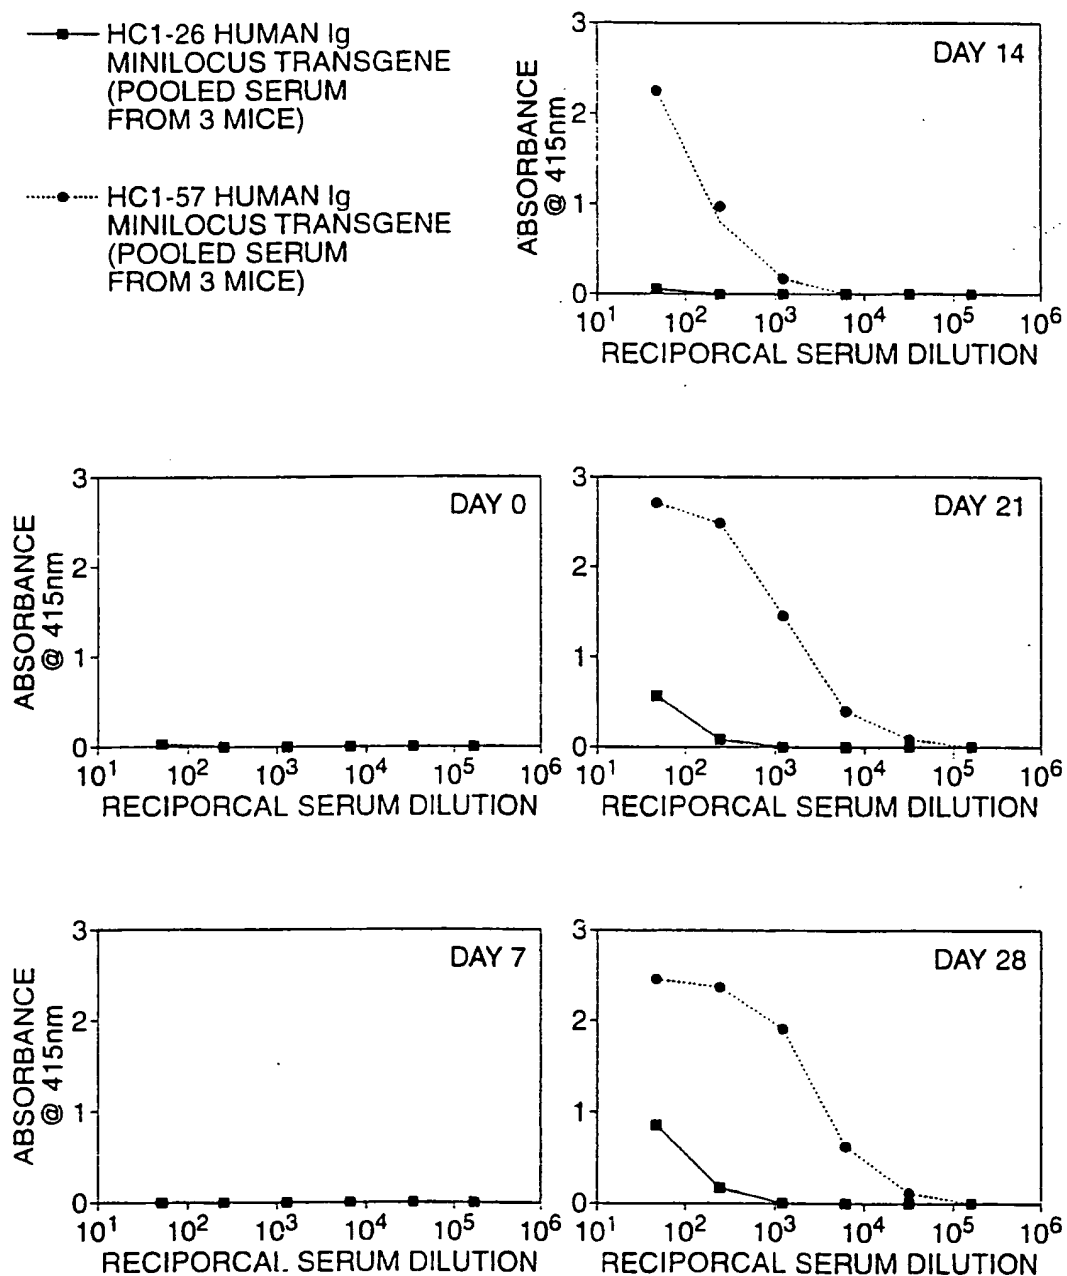 HC1-26 HUMAN Ig
MINILOCUS TRANSGENE
(POOLED SERUM
FROM 3 MICE)
HC1-57 HUMAN Ig
MINILOCUS TRANSGENE
(POOLED SERUM
FROM 3 MICE)
DAY 14
ABSORBANCE
@ 415nm
3
2
1
0
10¹ 10² 10³ 10⁴ 10⁵ 10⁶
RECIPORCAL SERUM DILUTION
DAY 0
ABSORBANCE
@ 415nm
3
2
1
0
10¹ 10² 10³ 10⁴ 10⁵ 10⁶
RECIPORCAL SERUM DILUTION
DAY 21
3
2
1
0
10¹ 10² 10³ 10⁴ 10⁵ 10⁶
RECIPORCAL SERUM DILUTION
DAY 7
ABSORBANCE
@ 415nm
3
2
1
0
10¹ 10² 10³ 10⁴ 10⁵ 10⁶
RECIPORCAL SERUM DILUTION
DAY 28
3
2
1
0
10¹ 10² 10³ 10⁴ 10⁵ 10⁶
RECIPORCAL SERUM DILUTION